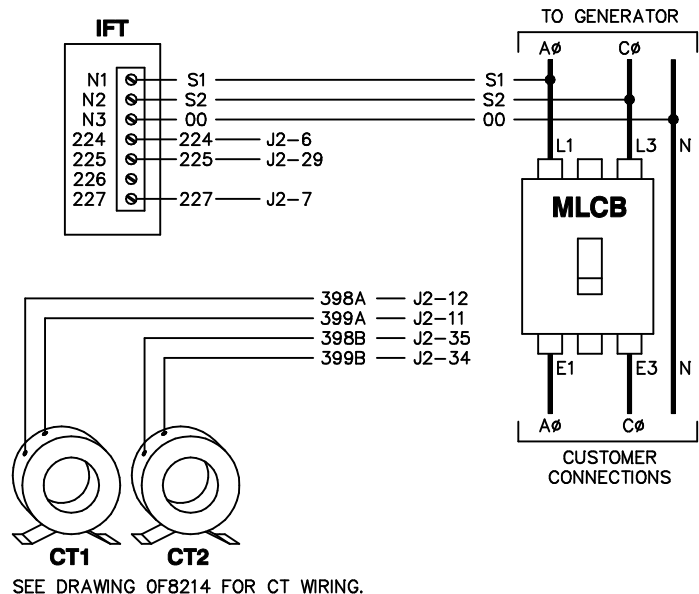 TO GENERATOR
IFT
AØ CØ
N1 S1 S1
N2 S2 S2
N3 00 00
224 224 J2-6
225 225 J2-29
226
227 227 J2-7
L1 L3 N
MLCB
398A J2-12
399A J2-11
398B J2-35
399B J2-34
E1 E3 N
AØ CØ
CUSTOMER
CONNECTIONS
CT1 CT2
SEE DRAWING 0F8214 FOR CT WIRING.